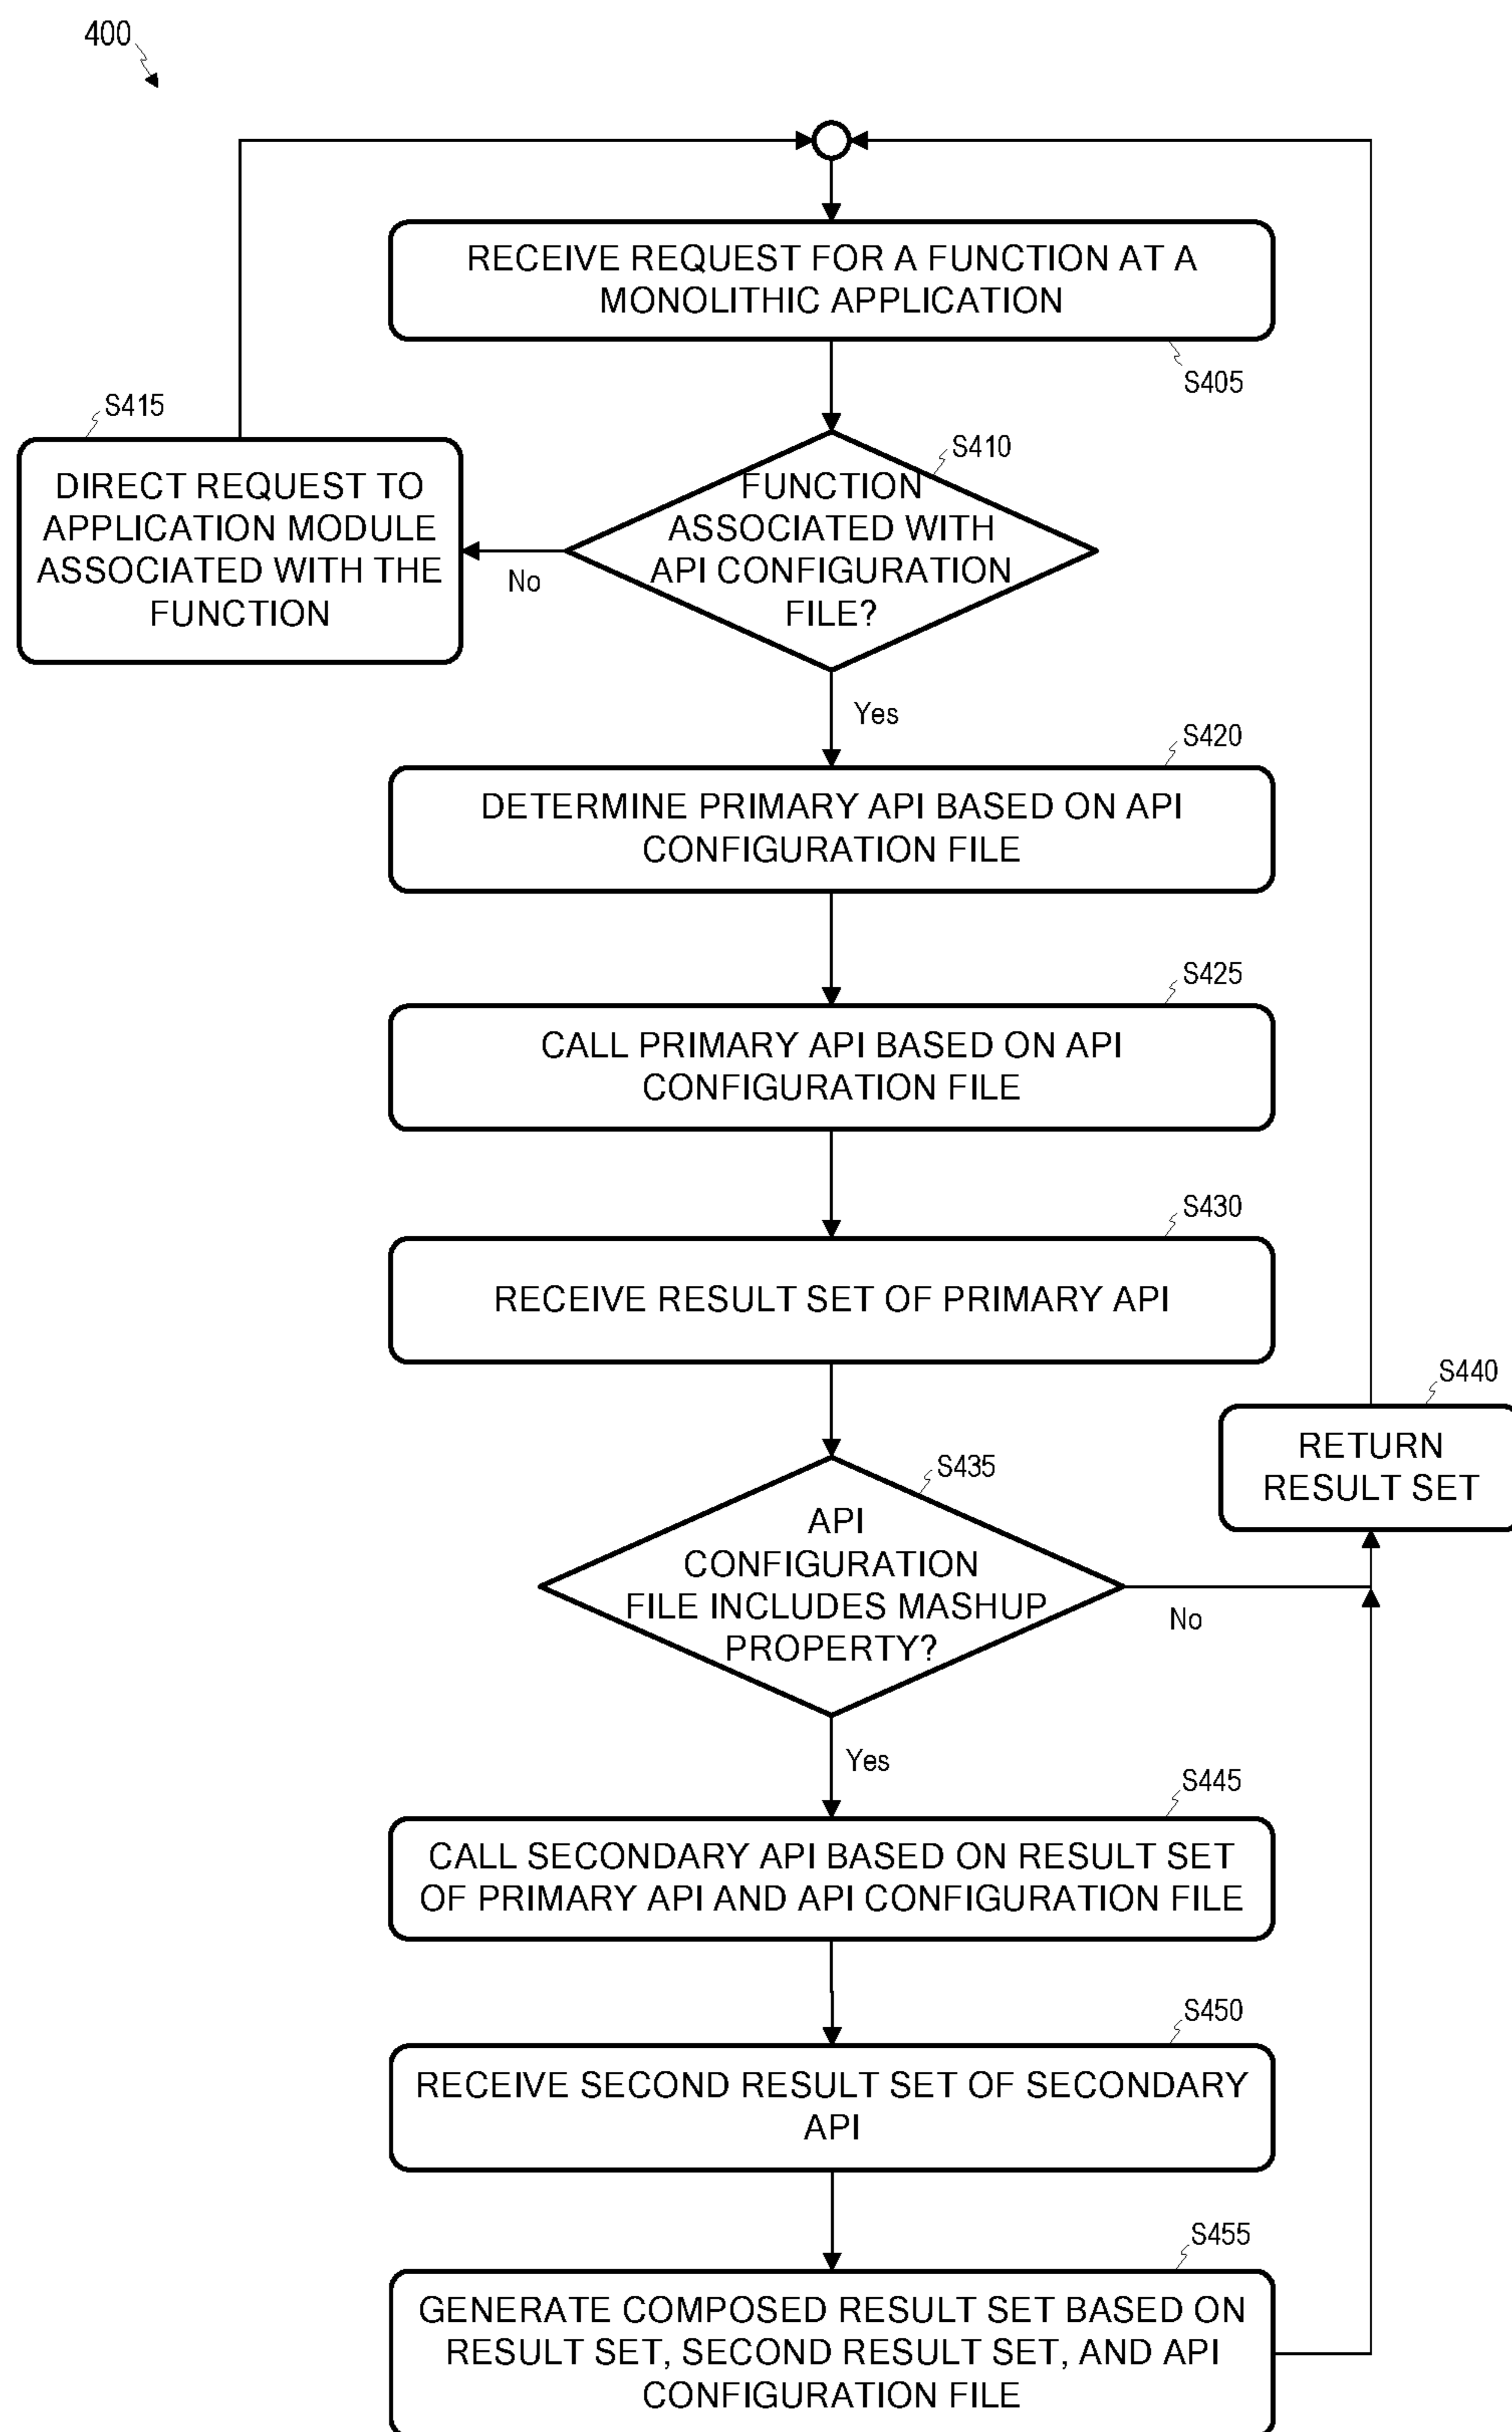 400
RECEIVE REQUEST FOR A FUNCTION AT A
MONOLITHIC APPLICATION
S405
S415
DIRECT REQUEST TO
APPLICATION MODULE
ASSOCIATED WITH THE
FUNCTION
S410
FUNCTION
ASSOCIATED WITH
API CONFIGURATION
FILE?
No
Yes
S420
DETERMINE PRIMARY API BASED ON API
CONFIGURATION FILE
S425
CALL PRIMARY API BASED ON API
CONFIGURATION FILE
S430
RECEIVE RESULT SET OF PRIMARY API
S440
RETURN
RESULT SET
S435
API
CONFIGURATION
FILE INCLUDES MASHUP
PROPERTY?
No
Yes
S445
CALL SECONDARY API BASED ON RESULT SET
OF PRIMARY API AND API CONFIGURATION FILE
S450
RECEIVE SECOND RESULT SET OF SECONDARY
API
S455
GENERATE COMPOSED RESULT SET BASED ON
RESULT SET, SECOND RESULT SET, AND API
CONFIGURATION FILE